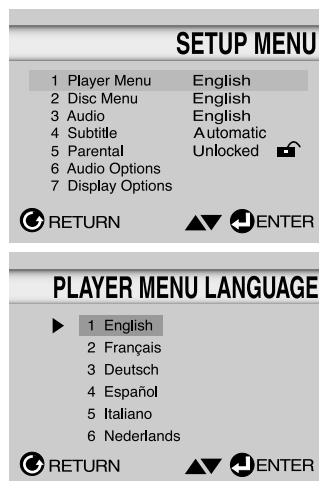 SETUP MENU
1 Player Menu English
2 Disc Menu English
3 Audio English
4 Subtitle Automatic
5 Parental Unlocked
6 Audio Options
7 Display Options
RETURN ENTER
PLAYER MENU LANGUAGE
1 English
2 Français
3 Deutsch
4 Español
5 Italiano
6 Nederlands
RETURN ENTER